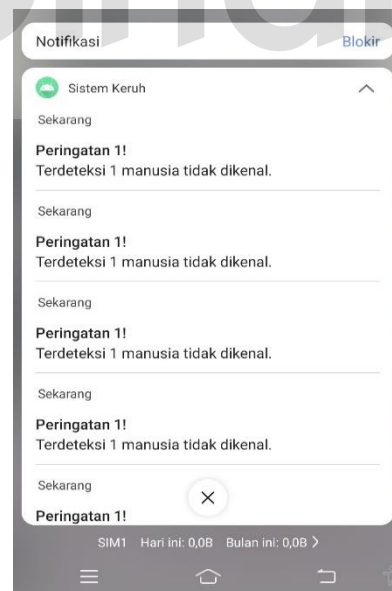 Notifikasi Blokir
Sistem Keruh
Sekarang
Peringatan 1!
Terdeteksi 1 manusia tidak dikenal.
Sekarang
Peringatan 1!
Terdeteksi 1 manusia tidak dikenal.
Sekarang
Peringatan 1!
Terdeteksi 1 manusia tidak dikenal.
Sekarang
Peringatan 1!
Terdeteksi 1 manusia tidak dikenal.
Sekarang
Peringatan 1!
SIM1 Hari ini: 0,0B Bulan ini: 0,0B